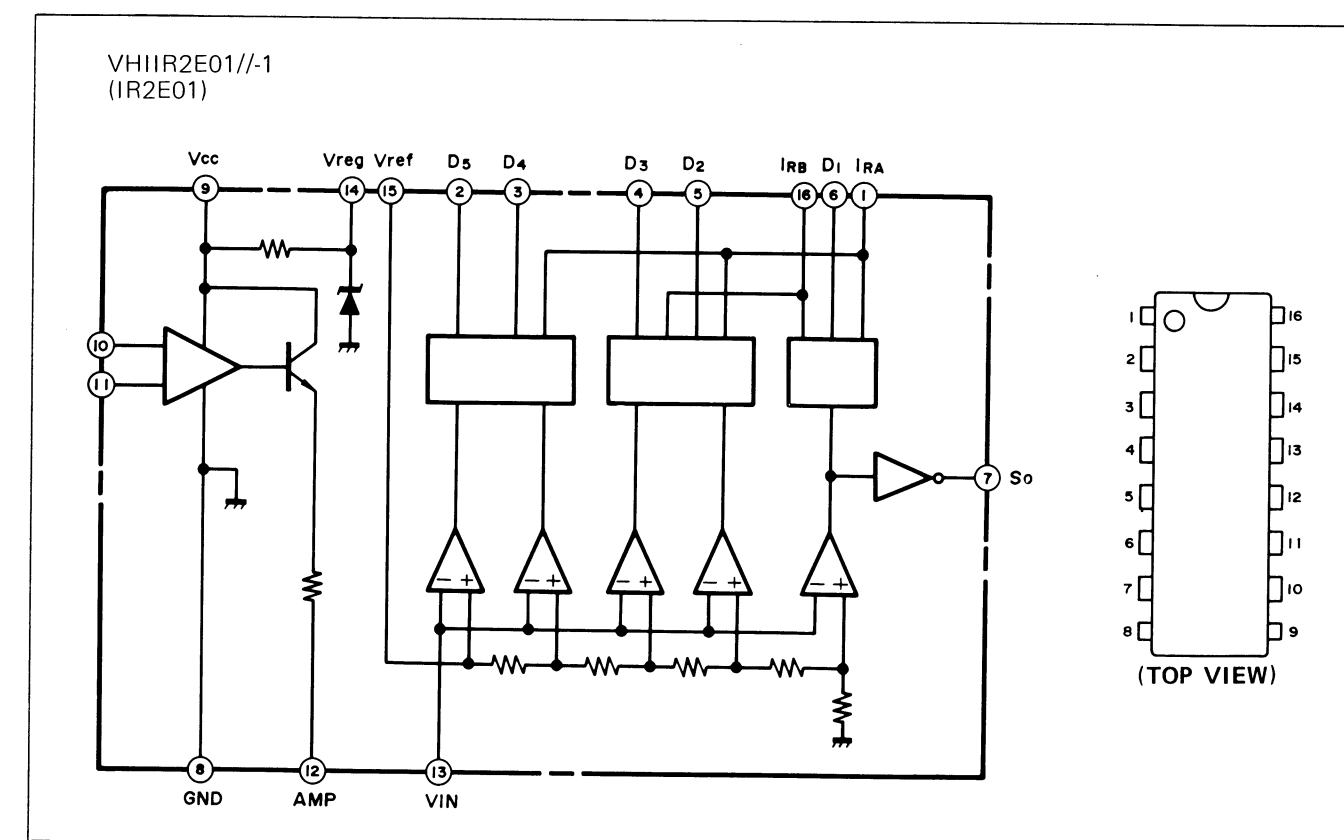 VHIIR2E01//-1
(IR2E01)
Vcc Vreg Vref D5 D4 D3 D2 IRB D1 IRA
9 14 15 2 3 4 5 16 6 1
10
11
7 So
− + − + − + − + − +
8 12 13
GND AMP VIN
1 16
2 15
3 14
4 13
5 12
6 11
7 10
8 9
(TOP VIEW)